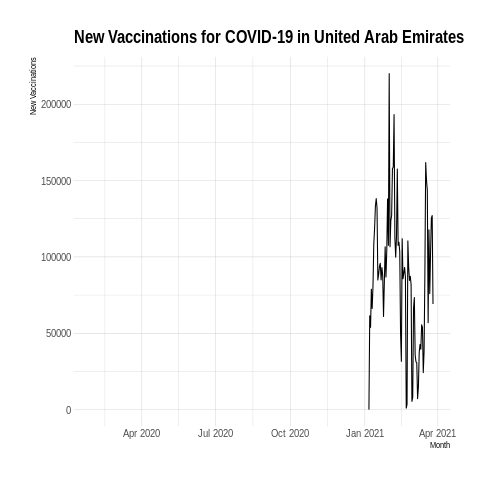 New Vaccinations for COVID-19 in United Arab Emirates
New Vaccinations
200000
150000
100000
50000
0
Apr 2020 Jul 2020 Oct 2020 Jan 2021 Apr 2021
Month